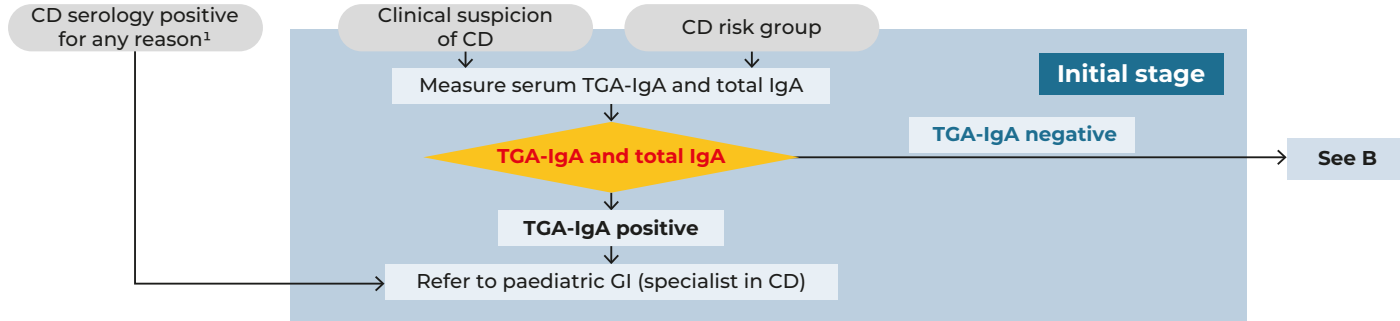 CD serology positive
for any reason¹
Clinical suspicion
of CD
CD risk group
Initial stage
Measure serum TGA-IgA and total IgA
TGA-IgA negative
TGA-IgA and total IgA
See B
TGA-IgA positive
Refer to paediatric GI (specialist in CD)